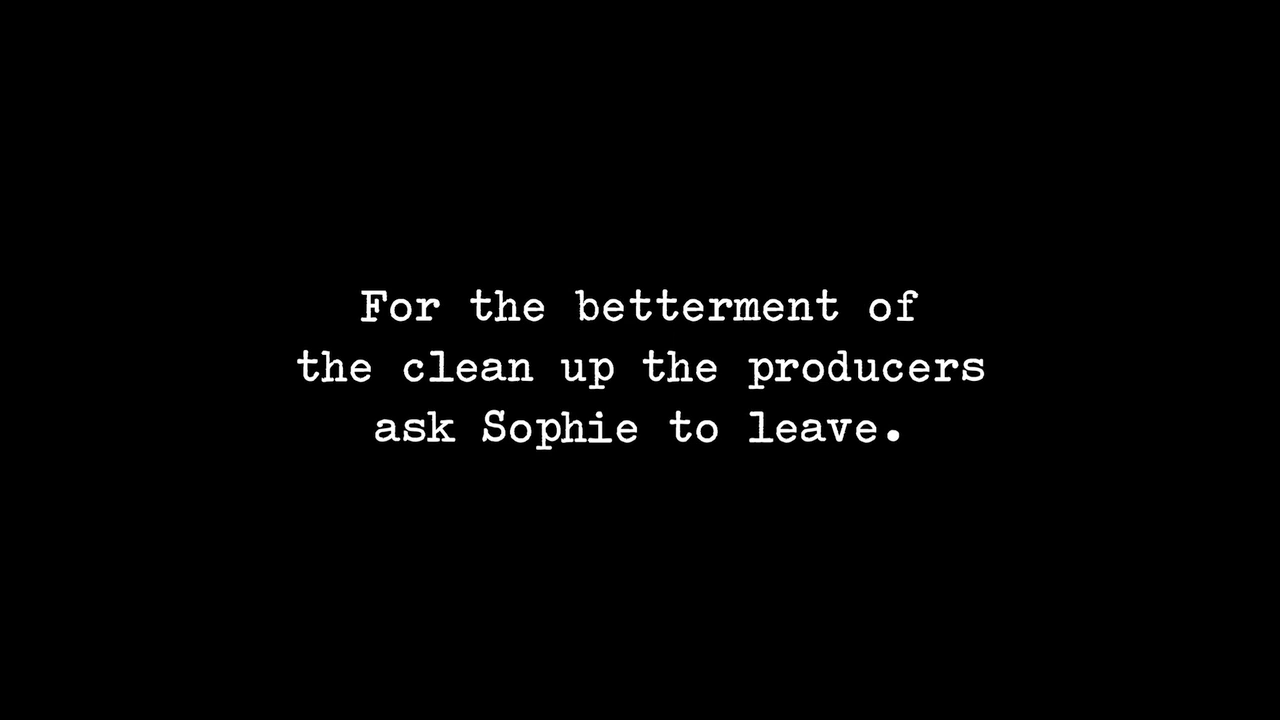 For the betterment of
the clean up the producers
ask Sophie to leave.